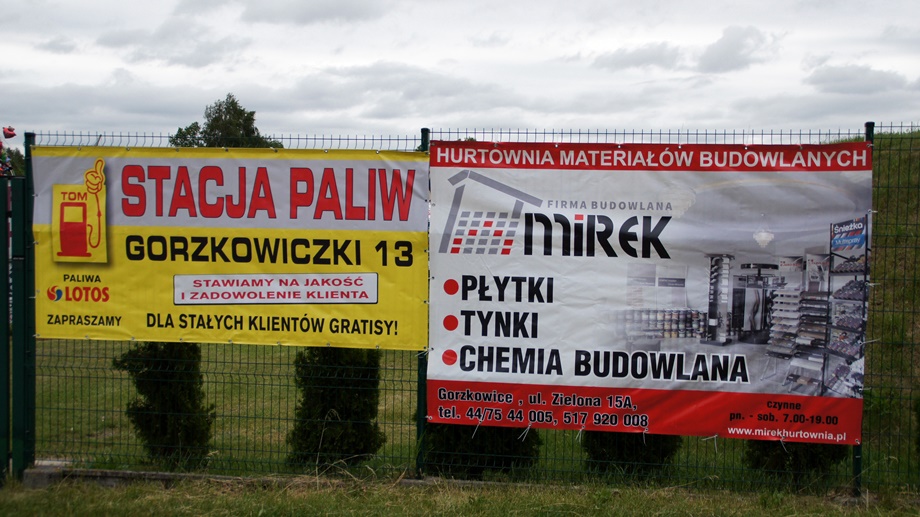 TOM
STACJA PALIW
GORZKOWICZKI 13
PALIWA
LOTOS
STAWIAMY NA JAKOŚĆ
I ZADOWOLENIE KLIENTA
ZAPRASZAMY
DLA STAŁYCH KLIENTÓW GRATISY!
HURTOWNIA MATERIAŁÓW BUDOWLANYCH
FIRMA BUDOWLANA
MIREK
Śnieżka
PŁYTKI
TYNKI
CHEMIA BUDOWLANA
Gorzkowice , ul. Zielona 15A,
tel. 44/75 44 005, 517 920 008
czynne
pn. - sob. 7.00-19.00
www.mirekhurtownia.pl